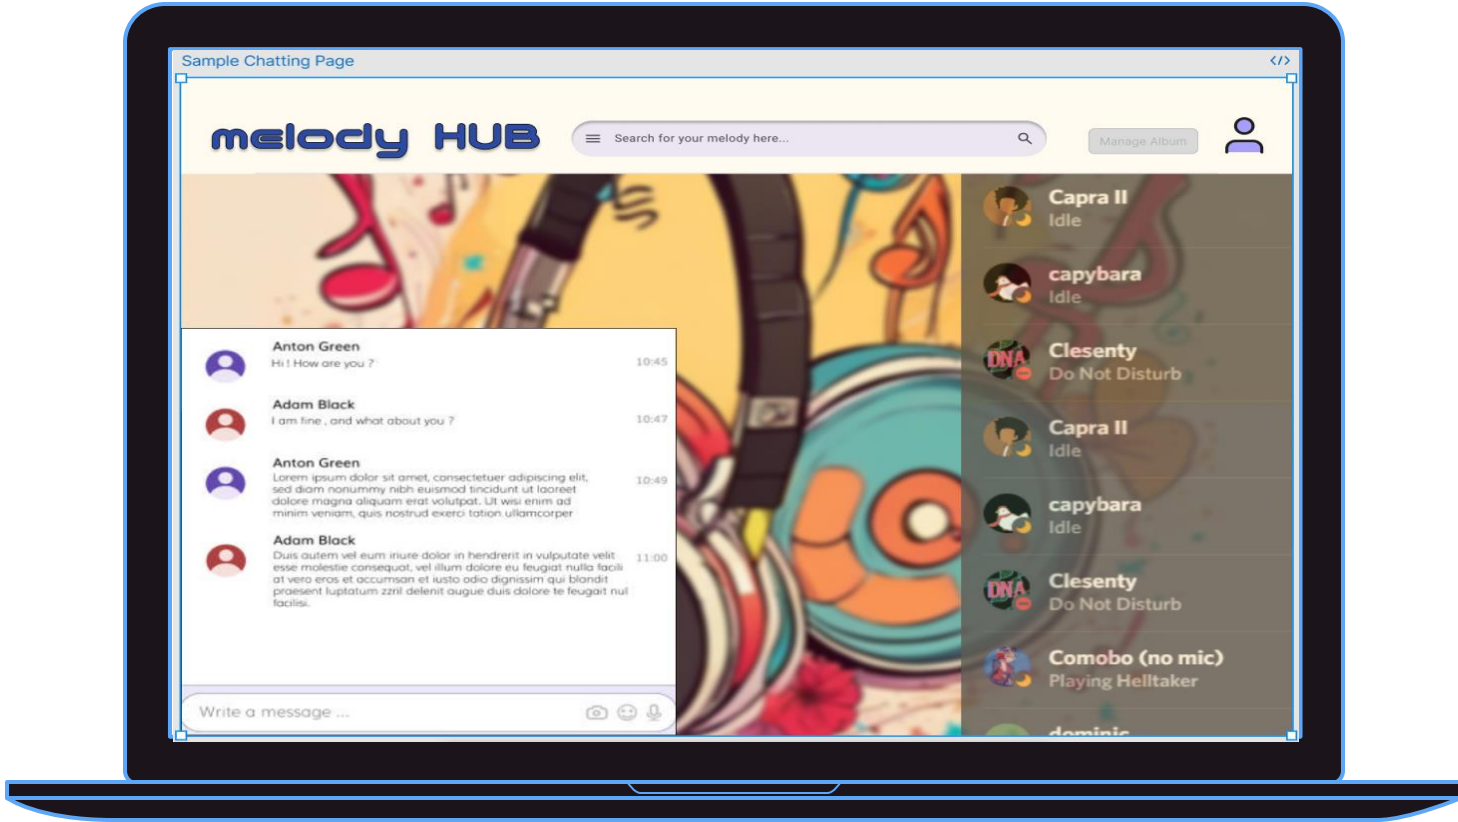 Sample Chatting Page
</>
melody HUB
Search for your melody here...
Manage Album
Anton Green
Hi ! How are you ?
10:45
Adam Black
I am fine , and what about you ?
10:47
Anton Green
Lorem ipsum dolor sit amet, consectetuer adipiscing elit,
sed diam nonummy nibh euismod tincidunt ut laoreet
dolore magna aliquam erat volutpat. Ut wisi enim ad
minim veniam, quis nostrud exerci tation ullamcorper
10:49
Adam Black
Duis autem vel eum iriure dolor in hendrerit in vulputate velit
esse molestie consequat, vel illum dolore eu feugiat nulla facili
at vero eros et accumsan et iusto odio dignissim qui blandit
praesent luptatum zzril delenit augue duis dolore te feugait nul
facilisi.
11:00
Write a message ...
Capra II
Idle
capybara
Idle
DNA
Clesenty
Do Not Disturb
Capra II
Idle
capybara
Idle
DNA
Clesenty
Do Not Disturb
Comobo (no mic)
Playing Helltaker
dominic